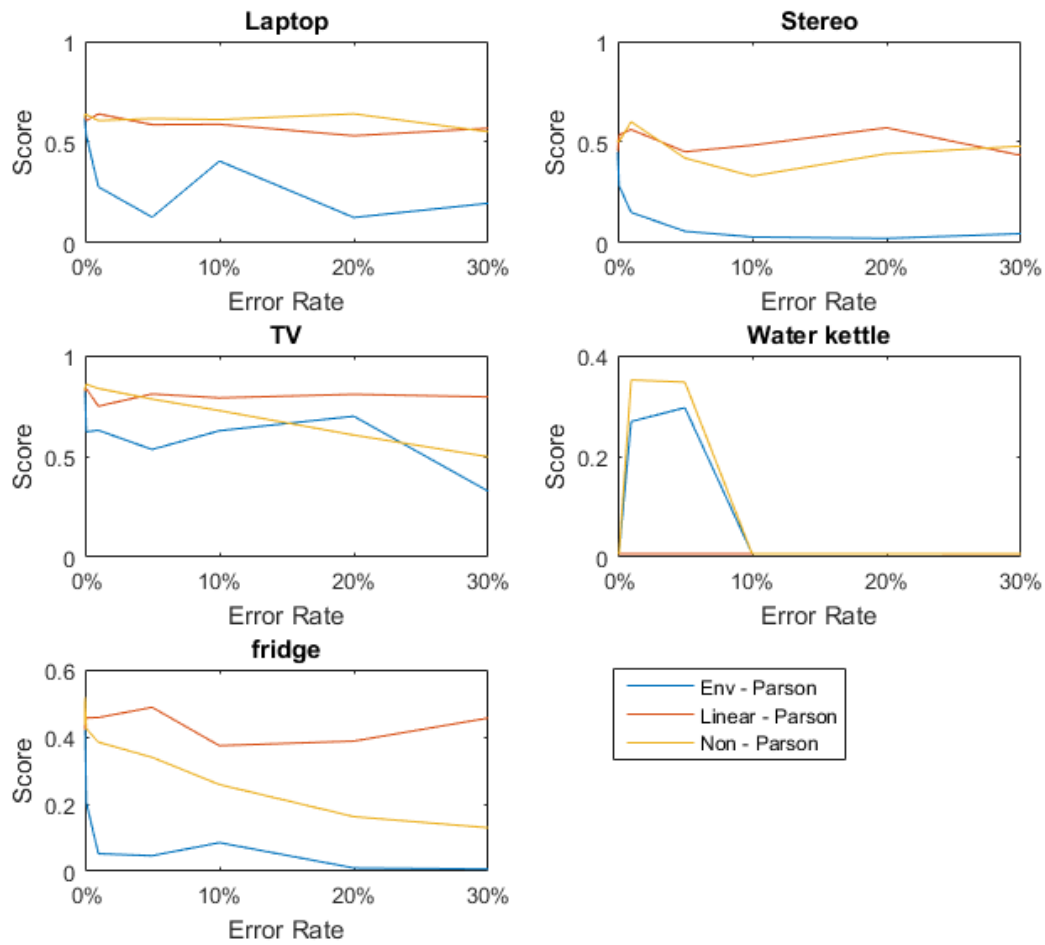 Laptop
1
0.5
0
Score
0% 10% 20% 30%
Error Rate
Stereo
1
0.5
0
Score
0% 10% 20% 30%
Error Rate
TV
1
0.5
0
Score
0% 10% 20% 30%
Error Rate
Water kettle
0.4
0.2
0
Score
0% 10% 20% 30%
Error Rate
fridge
0.6
0.4
0.2
0
Score
0% 10% 20% 30%
Error Rate
Env - Parson
Linear - Parson
Non - Parson